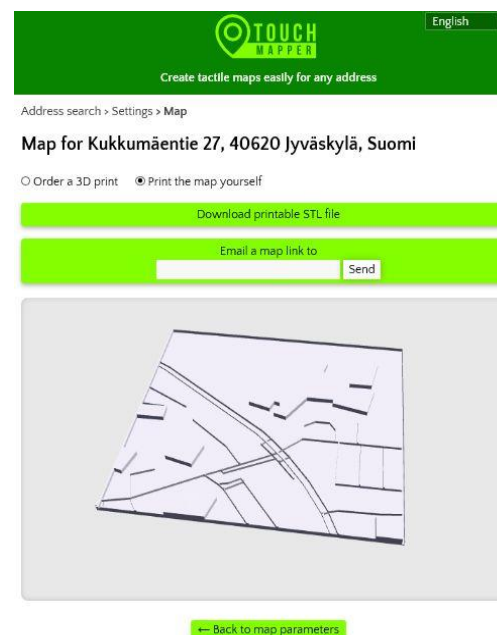 English
TOUCH
MAPPER
Create tactile maps easily for any address
Address search › Settings › Map
Map for Kukkumäentie 27, 40620 Jyväskylä, Suomi
Order a 3D print Print the map yourself
Download printable STL file
Email a map link to
Send
← Back to map parameters